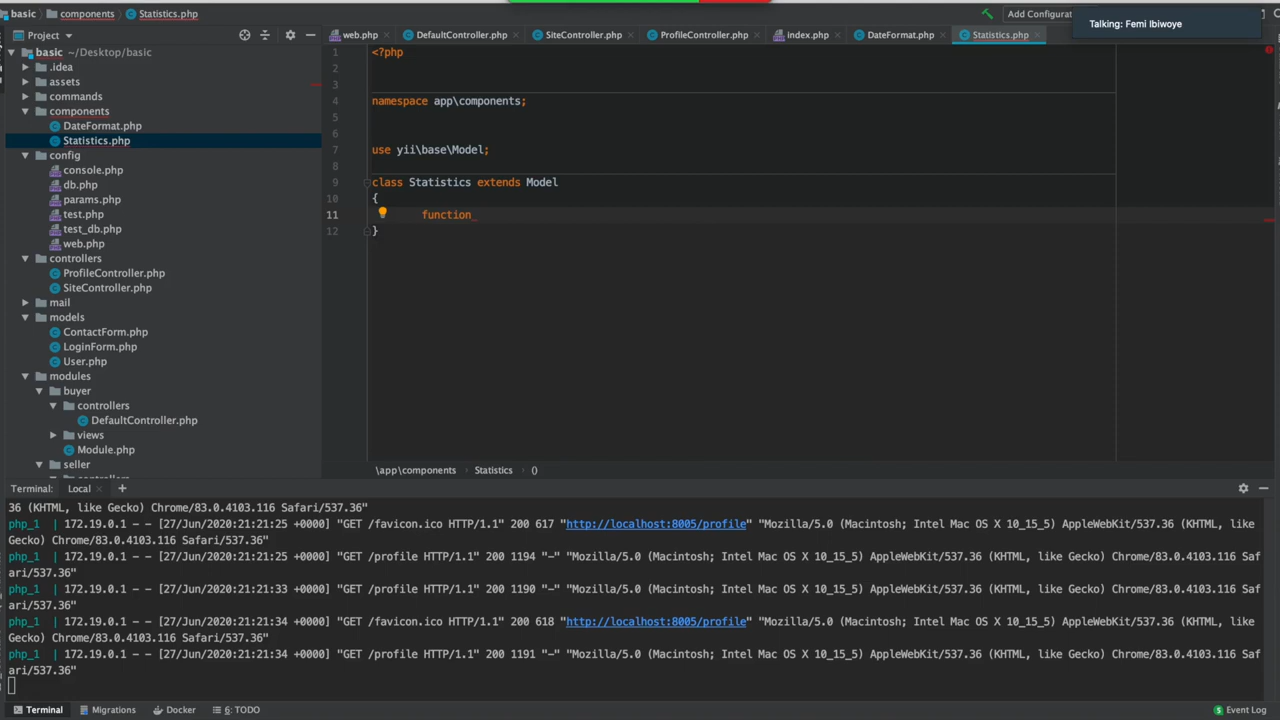 basic components Statistics.php Add Configurat Talking: Femi Ibiwoye
Project web.php DefaultController.php SiteController.php ProfileController.php index.php DateFormat.php Statistics.php
basic ~/Desktop/basic
.idea
assets
commands
components
DateFormat.php
Statistics.php
config
console.php
db.php
params.php
test.php
test_db.php
web.php
controllers
ProfileController.php
SiteController.php
mail
models
ContactForm.php
LoginForm.php
User.php
modules
buyer
controllers
DefaultController.php
views
Module.php
seller
1 <?php
2
3
4 namespace app\components;
5
6
7 use yii\base\Model;
8
9 class Statistics extends Model
10 {
11 function_
12 }
\app\components Statistics ()
Terminal: Local +
36 (KHTML, like Gecko) Chrome/83.0.4103.116 Safari/537.36"
php_1 | 172.19.0.1 - - [27/Jun/2020:21:21:25 +0000] "GET /favicon.ico HTTP/1.1" 200 617 "http://localhost:8005/profile" "Mozilla/5.0 (Macintosh; Intel Mac OS X 10_15_5) AppleWebKit/537.36 (KHTML, like
Gecko) Chrome/83.0.4103.116 Safari/537.36"
php_1 | 172.19.0.1 - - [27/Jun/2020:21:21:25 +0000] "GET /profile HTTP/1.1" 200 1194 "-" "Mozilla/5.0 (Macintosh; Intel Mac OS X 10_15_5) AppleWebKit/537.36 (KHTML, like Gecko) Chrome/83.0.4103.116 Saf
ari/537.36"
php_1 | 172.19.0.1 - - [27/Jun/2020:21:21:33 +0000] "GET /profile HTTP/1.1" 200 1190 "-" "Mozilla/5.0 (Macintosh; Intel Mac OS X 10_15_5) AppleWebKit/537.36 (KHTML, like Gecko) Chrome/83.0.4103.116 Saf
ari/537.36"
php_1 | 172.19.0.1 - - [27/Jun/2020:21:21:34 +0000] "GET /favicon.ico HTTP/1.1" 200 618 "http://localhost:8005/profile" "Mozilla/5.0 (Macintosh; Intel Mac OS X 10_15_5) AppleWebKit/537.36 (KHTML, like
Gecko) Chrome/83.0.4103.116 Safari/537.36"
php_1 | 172.19.0.1 - - [27/Jun/2020:21:21:34 +0000] "GET /profile HTTP/1.1" 200 1191 "-" "Mozilla/5.0 (Macintosh; Intel Mac OS X 10_15_5) AppleWebKit/537.36 (KHTML, like Gecko) Chrome/83.0.4103.116 Saf
ari/537.36"
Terminal Migrations Docker 6: TODO 5 Event Log